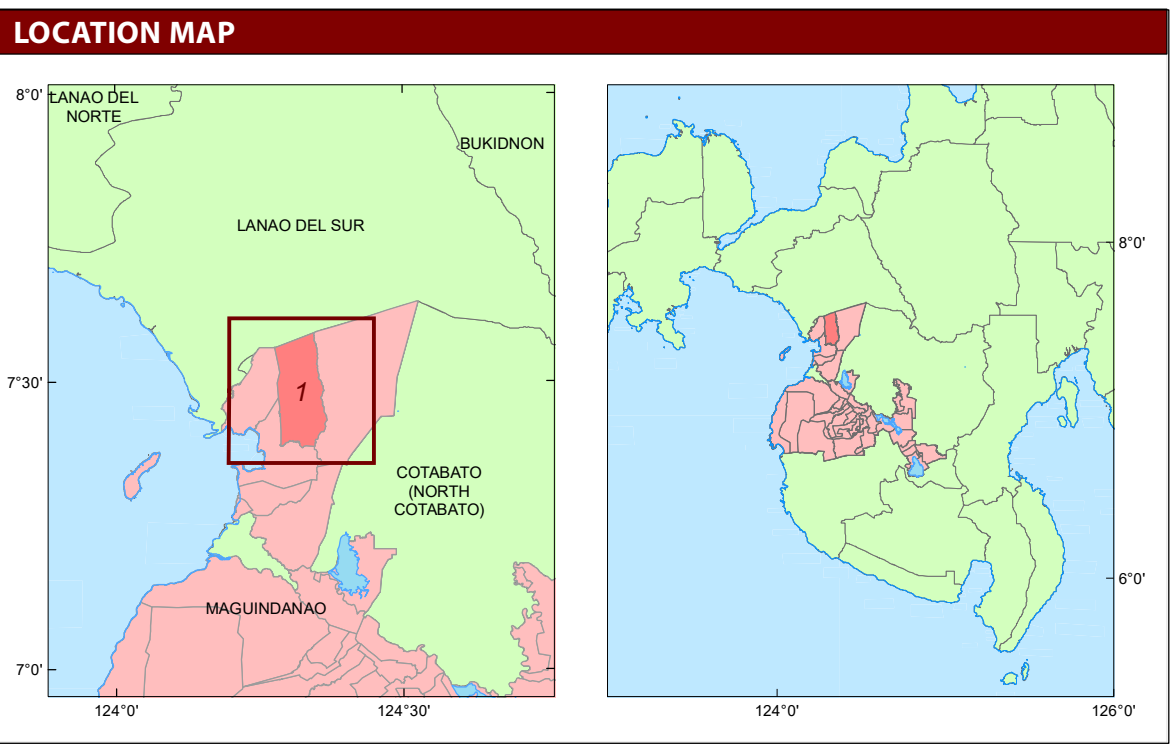 LOCATION MAP
8°0'
LANAO DEL
NORTE
BUKIDNON
LANAO DEL SUR
7°30'
1
COTABATO
(NORTH
COTABATO)
MAGUINDANAO
7°0'
124°0'
124°30'
8°0'
6°0'
124°0'
126°0'